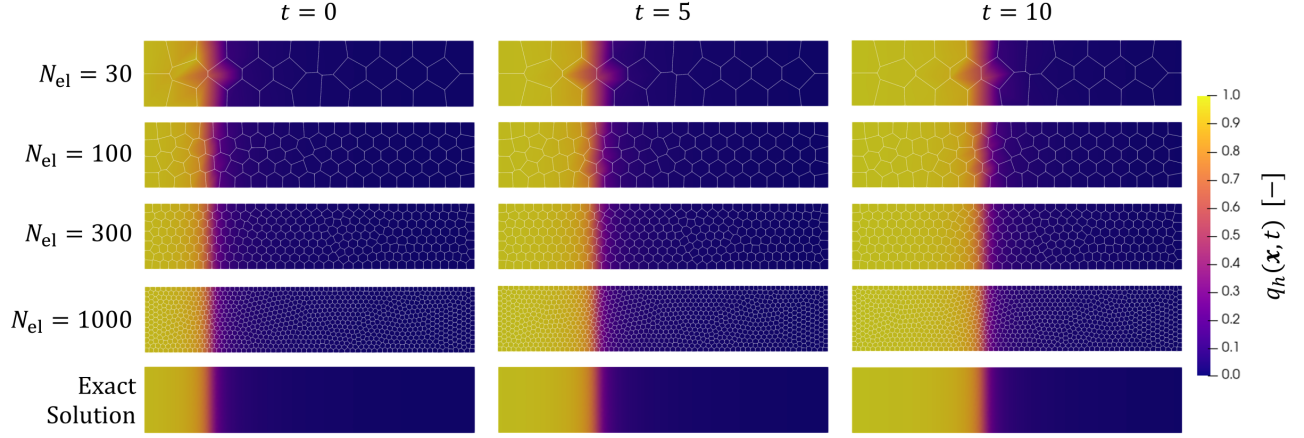 t = 0
t = 5
t = 10
N_el = 30
N_el = 100
N_el = 300
N_el = 1000
Exact
Solution
1.0
0.9
0.8
0.7
0.6
0.5
0.4
0.3
0.2
0.1
0.0
q_h(x, t) [−]